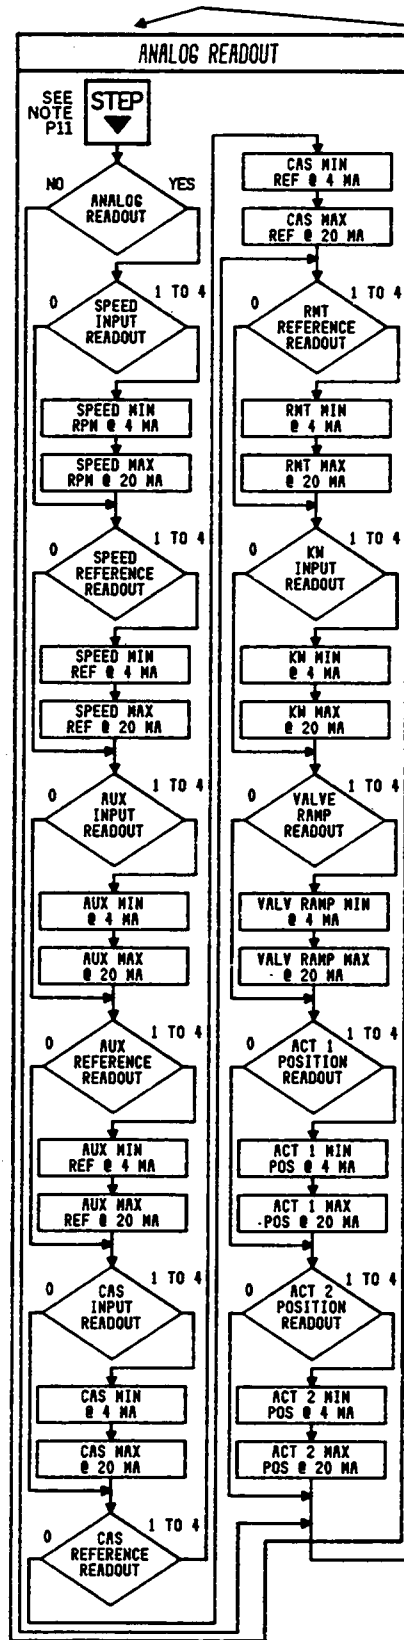 ANALOG READOUT
SEE
NOTE
P11
STEP
NO
YES
ANALOG
READOUT
0
1 TO 4
SPEED
INPUT
READOUT
SPEED MIN
RPM @ 4 MA
SPEED MAX
RPM @ 20 MA
0
1 TO 4
SPEED
REFERENCE
READOUT
SPEED MIN
REF @ 4 MA
SPEED MAX
REF @ 20 MA
0
1 TO 4
AUX
INPUT
READOUT
AUX MIN
@ 4 MA
AUX MAX
@ 20 MA
0
1 TO 4
AUX
REFERENCE
READOUT
AUX MIN
REF @ 4 MA
AUX MAX
REF @ 20 MA
0
1 TO 4
CAS
INPUT
READOUT
CAS MIN
@ 4 MA
CAS MAX
@ 20 MA
0
1 TO 4
CAS
REFERENCE
READOUT
CAS MIN
REF @ 4 MA
CAS MAX
REF @ 20 MA
0
1 TO 4
RMT
REFERENCE
READOUT
RMT MIN
@ 4 MA
RMT MAX
@ 20 MA
0
1 TO 4
KW
INPUT
READOUT
KW MIN
@ 4 MA
KW MAX
@ 20 MA
0
1 TO 4
VALVE
RAMP
READOUT
VALV RAMP MIN
@ 4 MA
VALV RAMP MAX
@ 20 MA
0
1 TO 4
ACT 1
POSITION
READOUT
ACT 1 MIN
POS @ 4 MA
ACT 1 MAX
POS @ 20 MA
0
1 TO 4
ACT 2
POSITION
READOUT
ACT 2 MIN
POS @ 4 MA
ACT 2 MAX
POS @ 20 MA